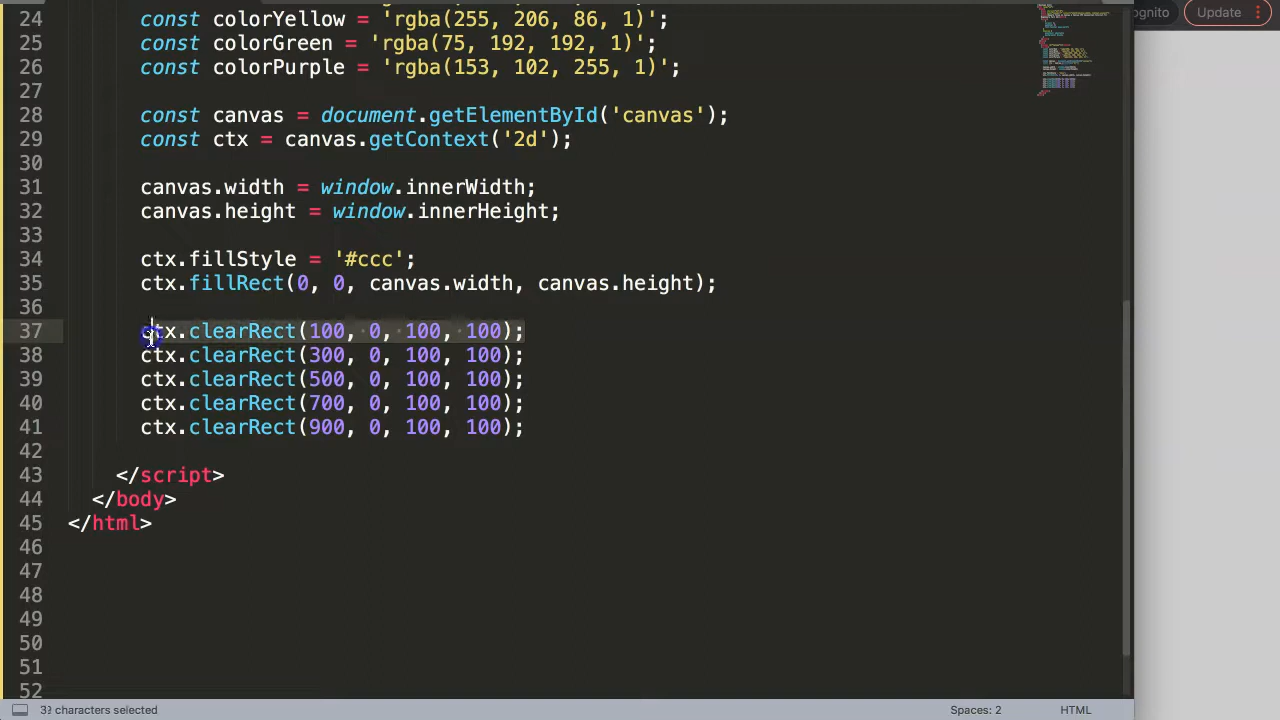 24 const colorYellow = 'rgba(255, 206, 86, 1)';
25 const colorGreen = 'rgba(75, 192, 192, 1)';
26 const colorPurple = 'rgba(153, 102, 255, 1)';
27
28 const canvas = document.getElementById('canvas');
29 const ctx = canvas.getContext('2d');
30
31 canvas.width = window.innerWidth;
32 canvas.height = window.innerHeight;
33
34 ctx.fillStyle = '#ccc';
35 ctx.fillRect(0, 0, canvas.width, canvas.height);
36
37 ctx.clearRect(100, 0, 100, 100);
38 ctx.clearRect(300, 0, 100, 100);
39 ctx.clearRect(500, 0, 100, 100);
40 ctx.clearRect(700, 0, 100, 100);
41 ctx.clearRect(900, 0, 100, 100);
42
43 </script>
44 </body>
45 </html>
46
47
48
49
50
51
52
Update
characters selected
Spaces: 2
HTML